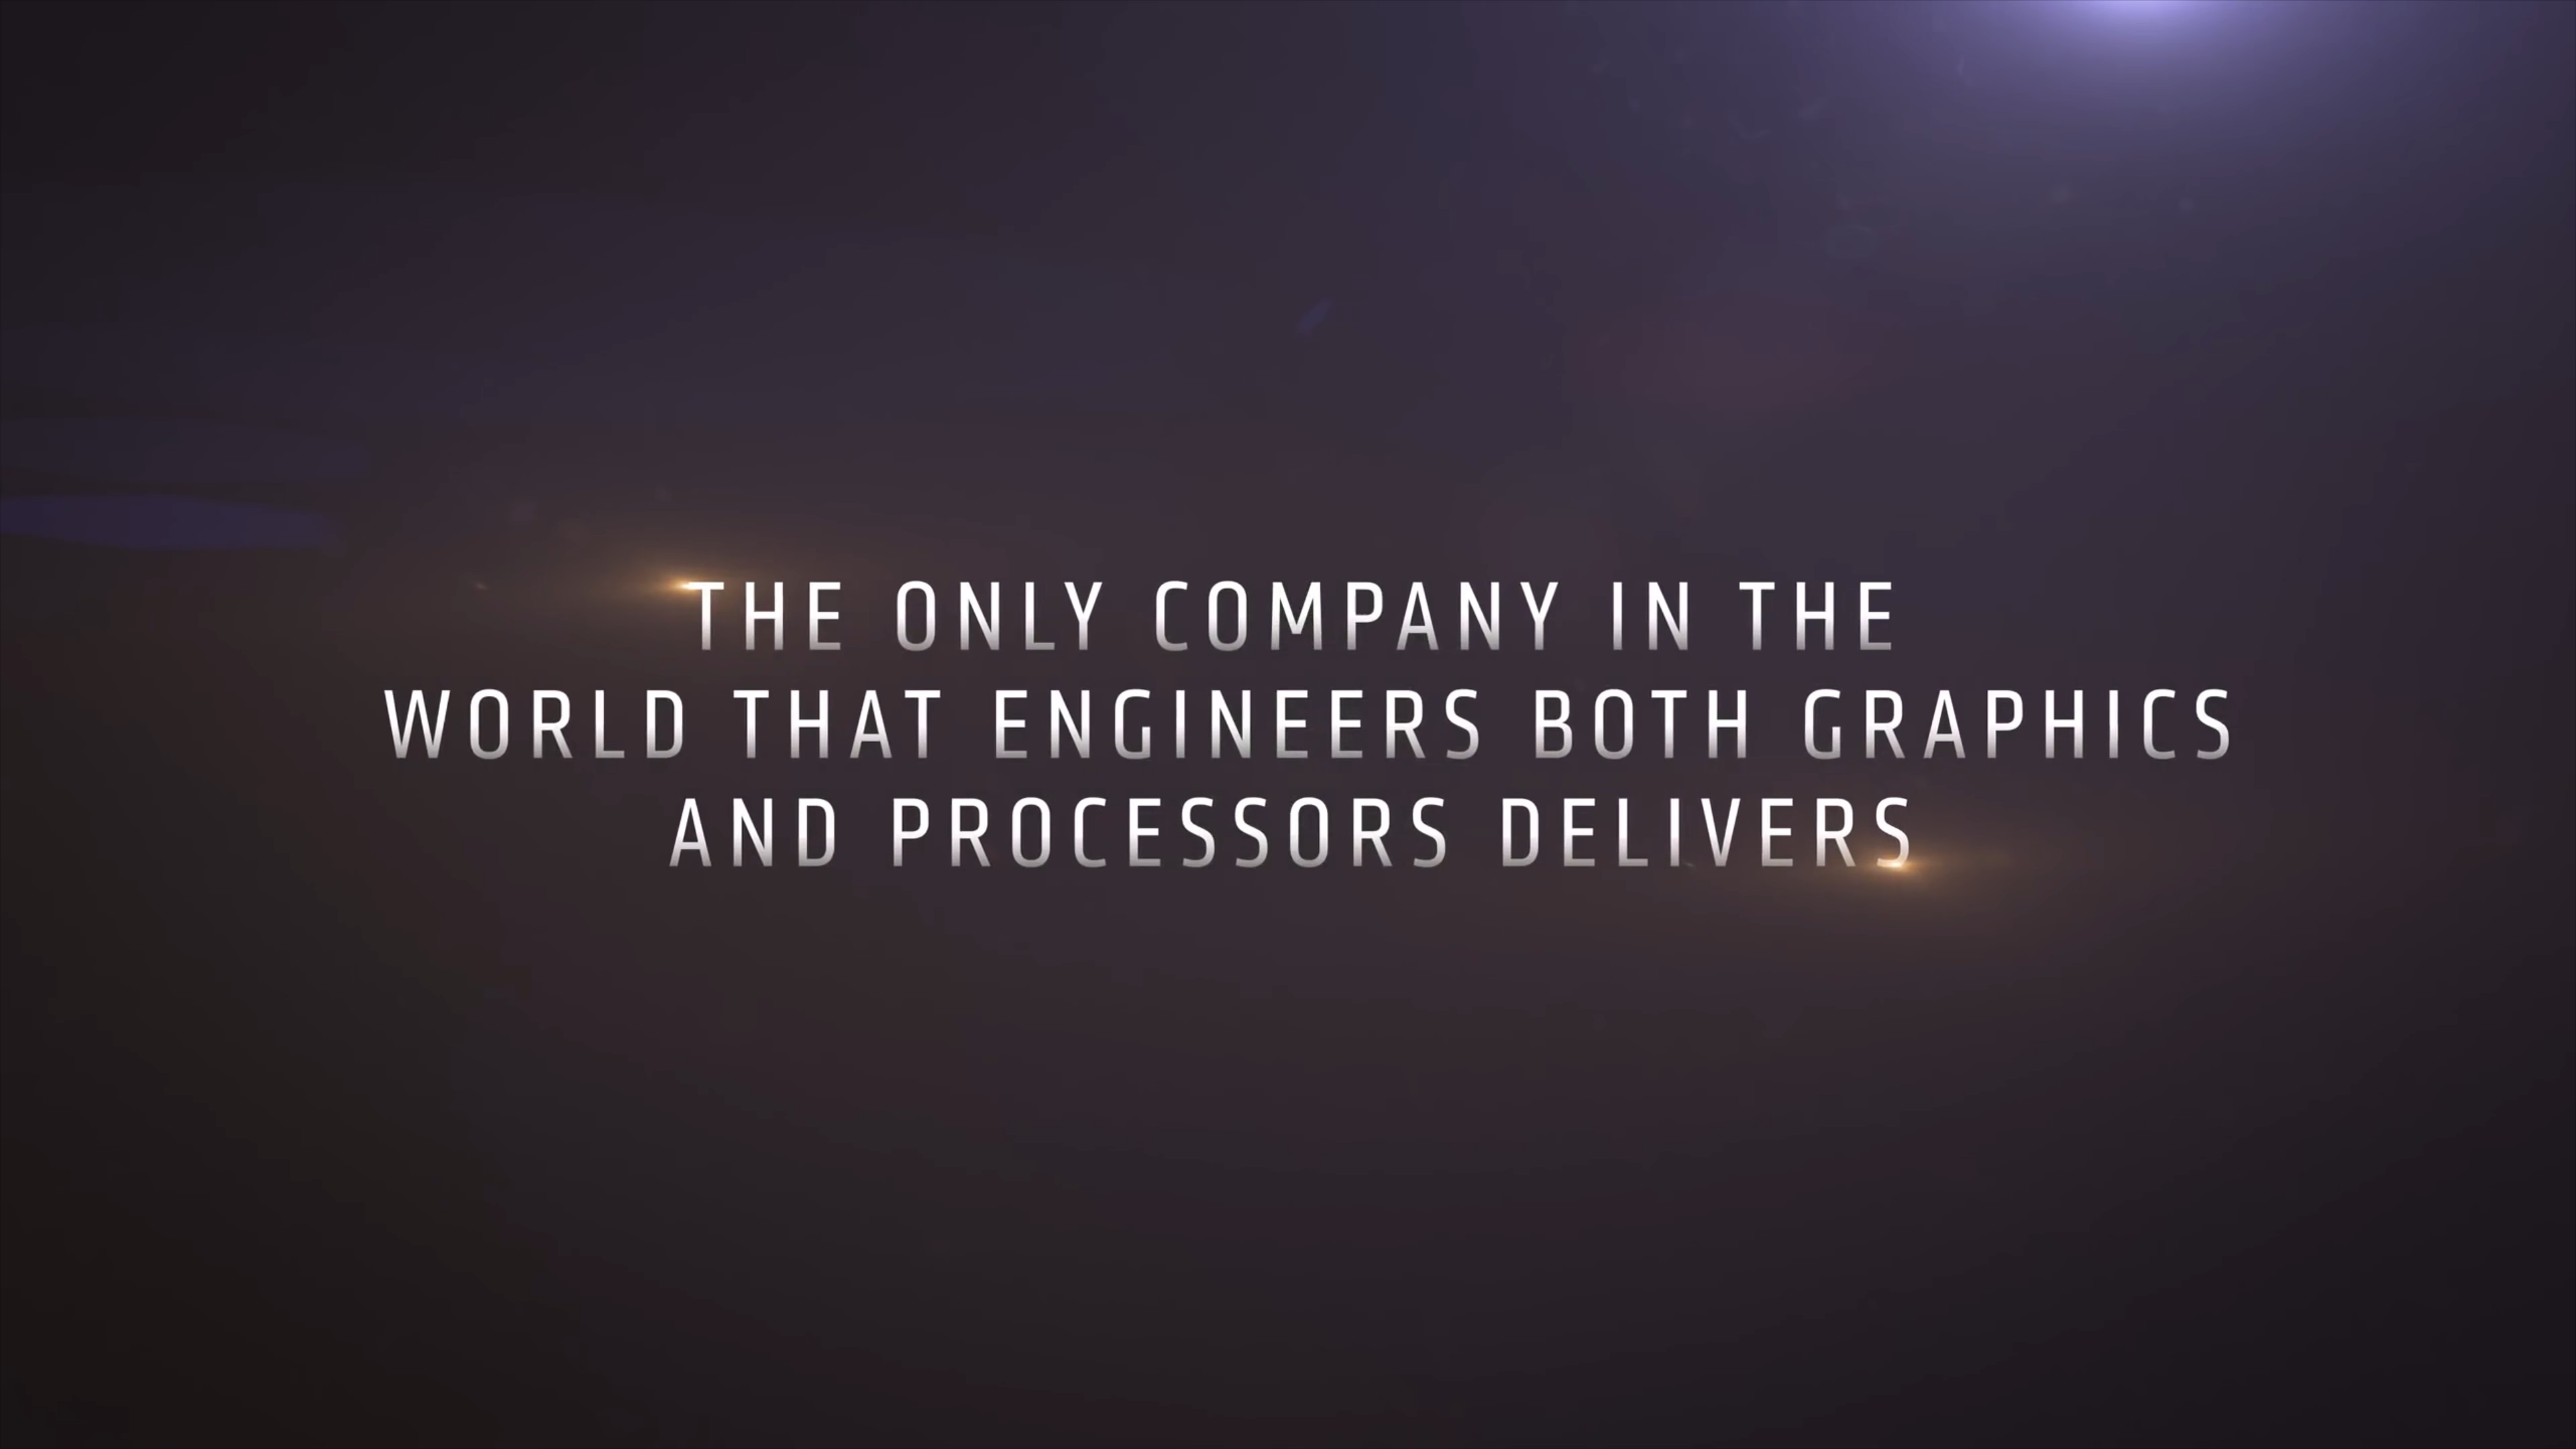 THE ONLY COMPANY IN THE
WORLD THAT ENGINEERS BOTH GRAPHICS
AND PROCESSORS DELIVERS